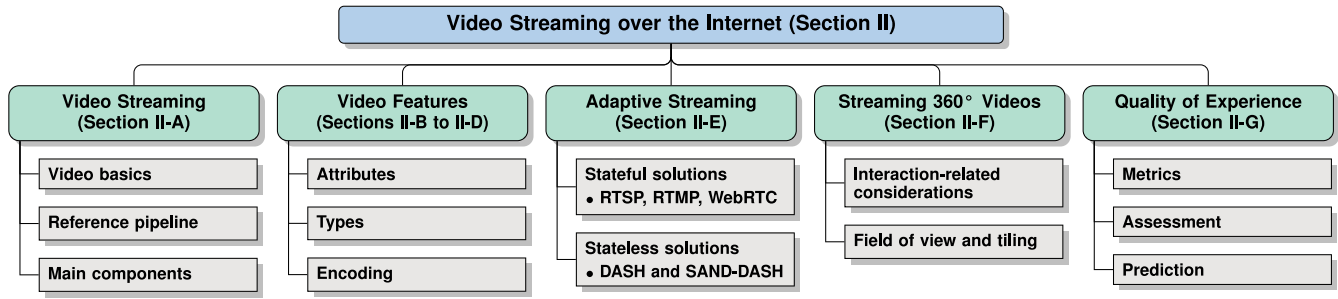 Video Streaming over the Internet (Section II)
Video Streaming
(Section II-A)
Video basics
Reference pipeline
Main components
Video Features
(Sections II-B to II-D)
Attributes
Types
Encoding
Adaptive Streaming
(Section II-E)
Stateful solutions
• RTSP, RTMP, WebRTC
Stateless solutions
• DASH and SAND-DASH
Streaming 360° Videos
(Section II-F)
Interaction-related
considerations
Field of view and tiling
Quality of Experience
(Section II-G)
Metrics
Assessment
Prediction